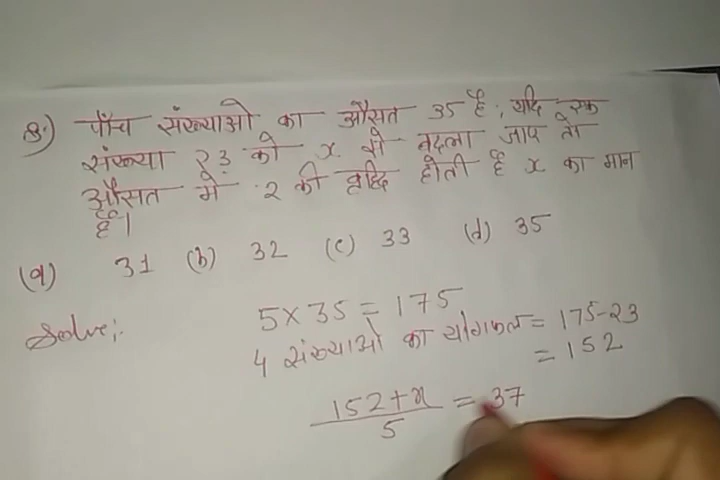 Q:) पाँच संख्याओ का औसत 35 है, यदि एक
संख्या 23 को x से बदला जाए तो
औसत में 2 की वृद्धि होती है x का मान
है।
(a) 31 (b) 32 (c) 33 (d) 35
Solve;-
5 x 35 = 175
4 संख्याओ का योगफल = 175-23
= 152
152+x / 5 = 37